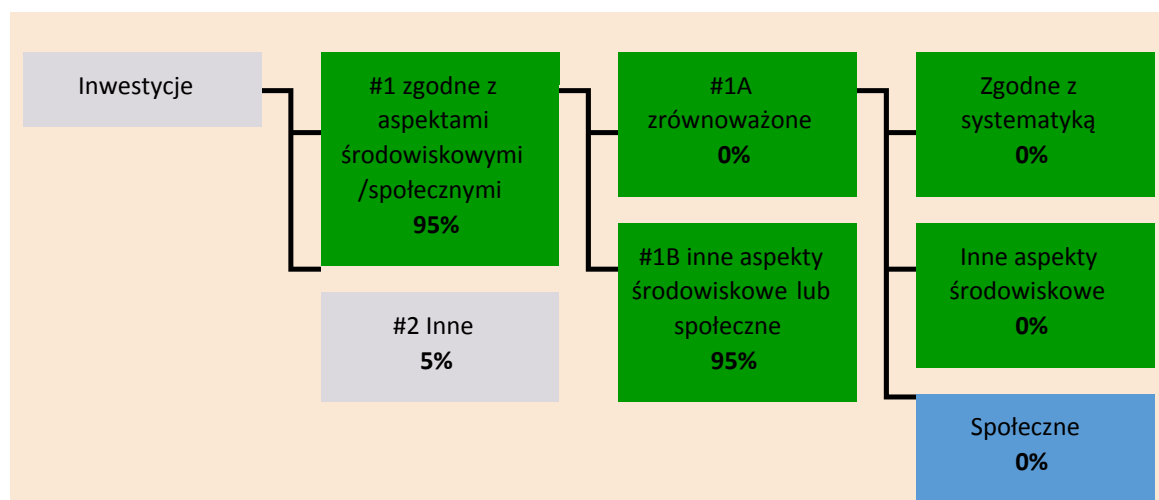 Inwestycje
#1 zgodne z
aspektami
środowiskowymi
/społecznymi
95%
#2 Inne
5%
#1A
zrównoważone
0%
#1B inne aspekty
środowiskowe lub
społeczne
95%
Zgodne z
systematyką
0%
Inne aspekty
środowiskowe
0%
Społeczne
0%